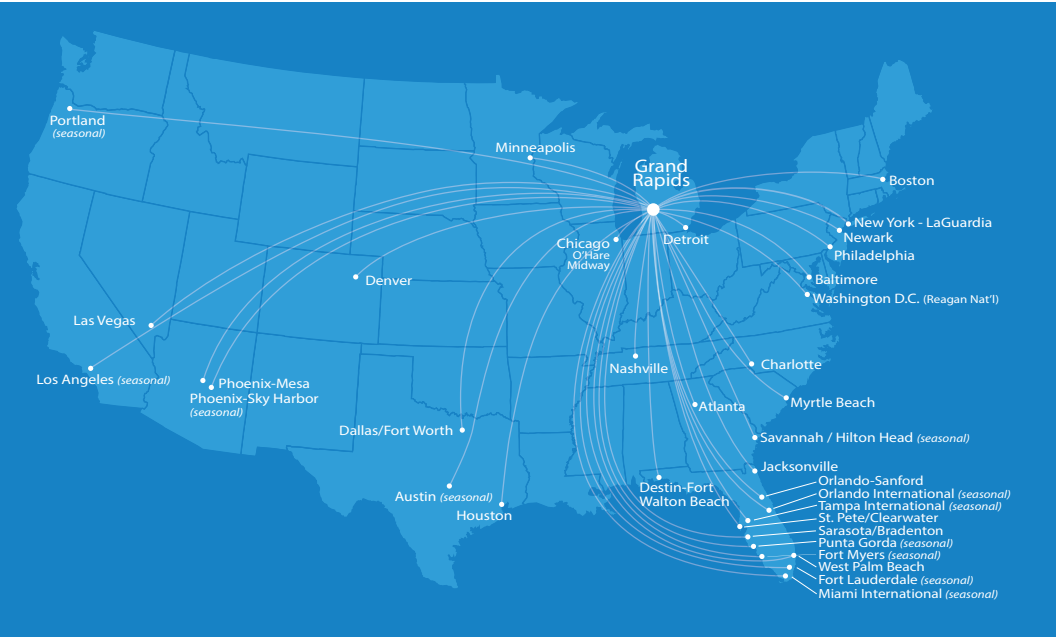 Portland
(seasonal)
Minneapolis
Grand
Rapids
Boston
New York - LaGuardia
Newark
Philadelphia
Detroit
Chicago
O'Hare
Midway
Baltimore
Washington D.C. (Reagan Nat'l)
Denver
Las Vegas
Los Angeles (seasonal)
Phoenix-Mesa
Phoenix-Sky Harbor
(seasonal)
Nashville
Charlotte
Myrtle Beach
Atlanta
Dallas/Fort Worth
Savannah / Hilton Head (seasonal)
Jacksonville
Austin (seasonal)
Houston
Destin-Fort
Walton Beach
Orlando-Sanford
Orlando International (seasonal)
Tampa International (seasonal)
St. Pete/Clearwater
Sarasota/Bradenton
Punta Gorda (seasonal)
Fort Myers (seasonal)
West Palm Beach
Fort Lauderdale (seasonal)
Miami International (seasonal)